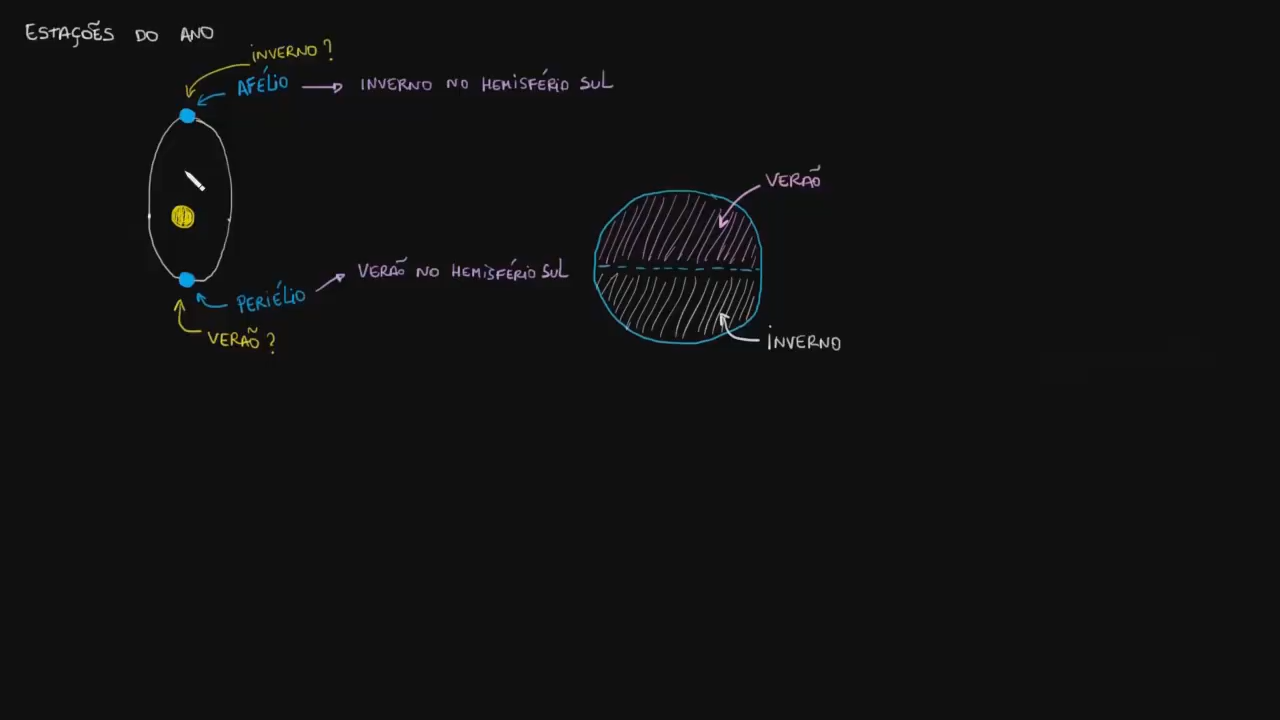 ESTAÇÕES DO ANO
INVERNO?
AFÉLIO → INVERNO NO HEMISFÉRIO SUL
VERÃO
VERÃO NO HEMISFÉRIO SUL
PERIÉLIO
VERÃO?
INVERNO